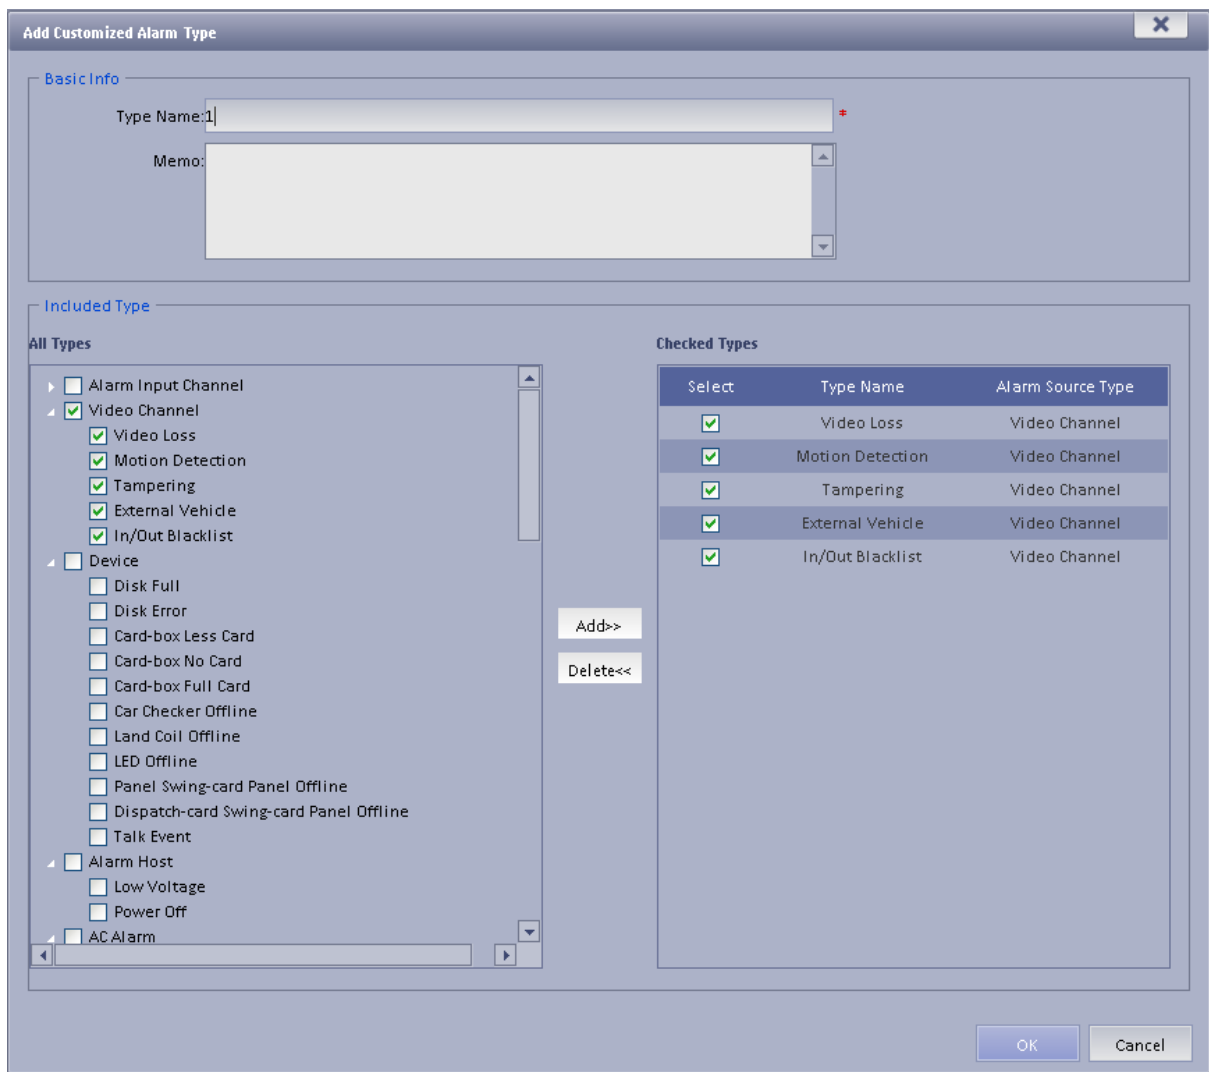 Add Customized Alarm Type
Basic Info
Type Name:1 *
Memo:
Included Type
All Types
Alarm Input Channel
Video Channel
Video Loss
Motion Detection
Tampering
External Vehicle
In/Out Blacklist
Device
Disk Full
Disk Error
Card-box Less Card
Card-box No Card
Card-box Full Card
Car Checker Offline
Land Coil Offline
LED Offline
Panel Swing-card Panel Offline
Dispatch-card Swing-card Panel Offline
Talk Event
Alarm Host
Low Voltage
Power Off
AC Alarm
Add>>
Delete<<
Checked Types
Select Type Name Alarm Source Type
Video Loss Video Channel
Motion Detection Video Channel
Tampering Video Channel
External Vehicle Video Channel
In/Out Blacklist Video Channel
OK Cancel